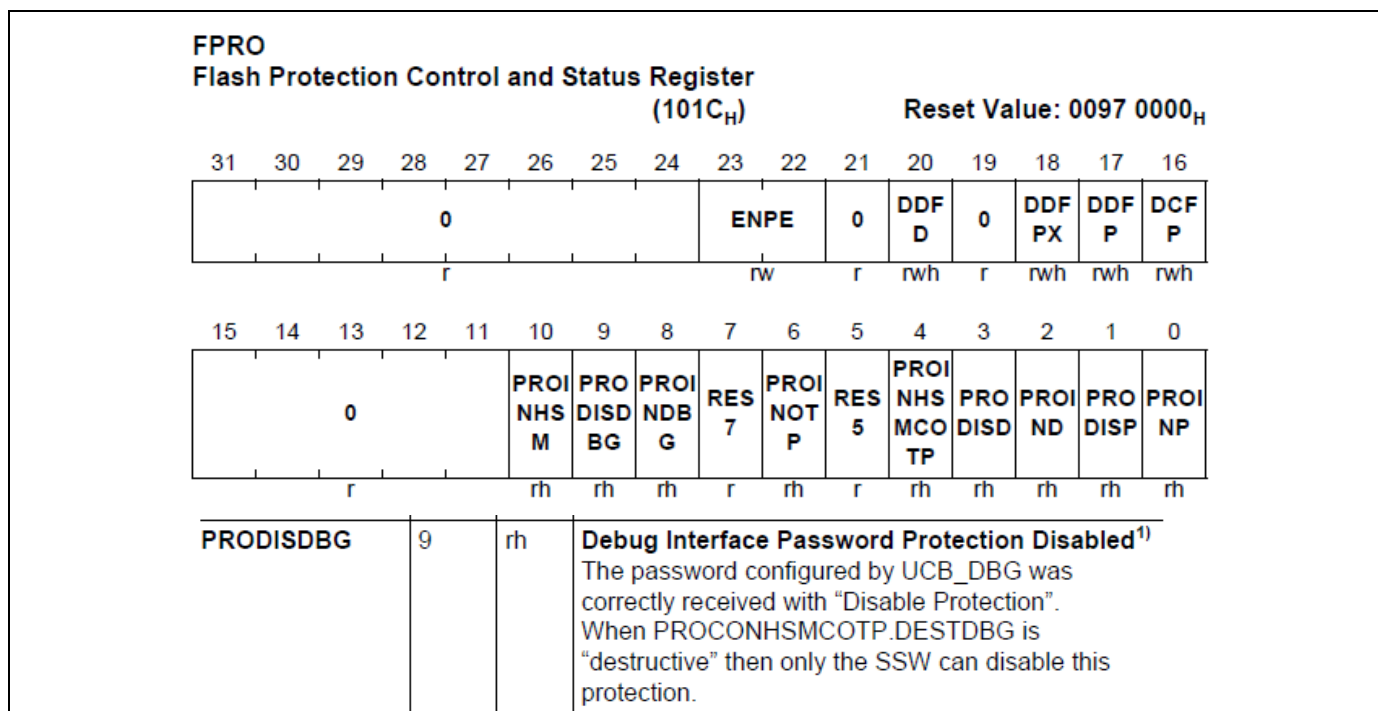 FPRO
Flash Protection Control and Status Register
(101CH) Reset Value: 0097 0000H
31 30 29 28 27 26 25 24 23 22 21 20 19 18 17 16
0 ENPE 0 DDF D 0 DDF PX DDF P DCF P
r rw r rwh r rwh rwh rwh
15 14 13 12 11 10 9 8 7 6 5 4 3 2 1 0
0 PROI NHS M PRO DISD BG PROI NDB G RES 7 PROI NOT P RES 5 PROI NHS MCO TP PRO DISD PROI ND PRO DISP PROI NP
r rh rh rh r rh r rh rh rh rh rh
PRODISDBG 9 rh Debug Interface Password Protection Disabled1)
The password configured by UCB_DBG was
correctly received with “Disable Protection”.
When PROCONHSMCOTP.DESTDBG is
“destructive” then only the SSW can disable this
protection.